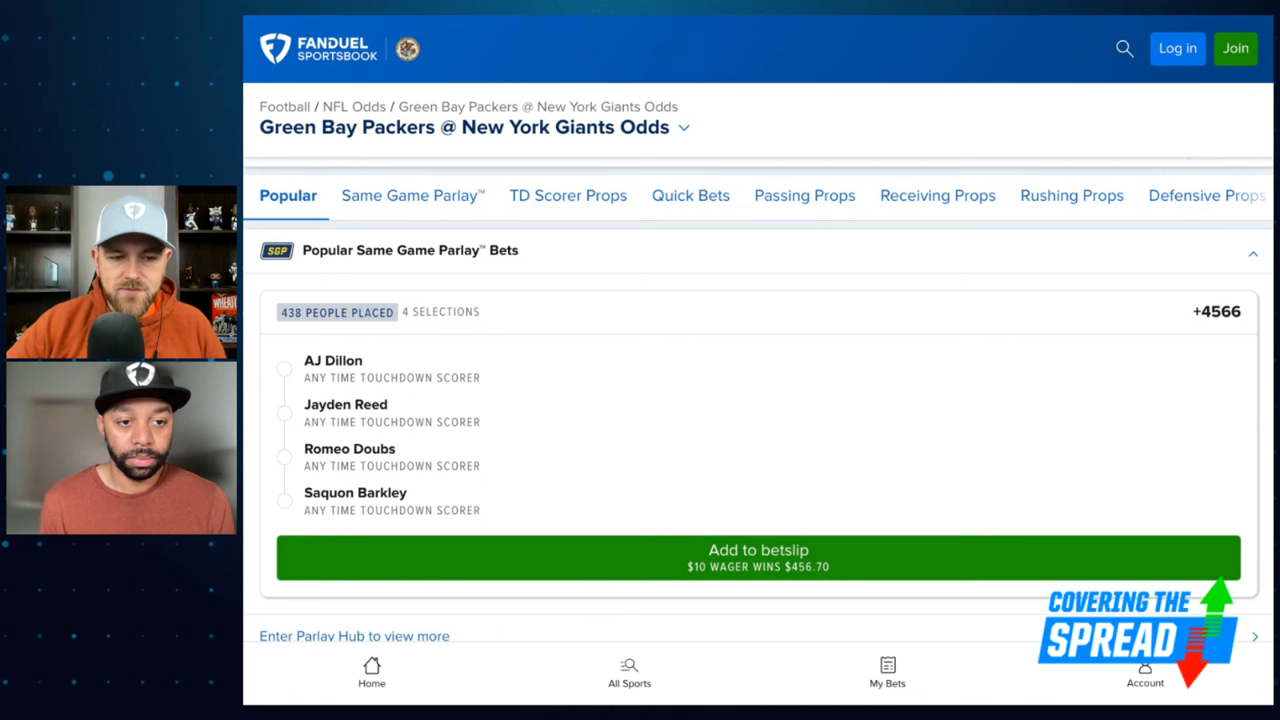 FANDUEL
SPORTSBOOK
Log in
Join
Football / NFL Odds / Green Bay Packers @ New York Giants Odds
Green Bay Packers @ New York Giants Odds
Popular
Same Game Parlay™
TD Scorer Props
Quick Bets
Passing Props
Receiving Props
Rushing Props
Defensive Props
SGP
Popular Same Game Parlay™ Bets
438 PEOPLE PLACED
4 SELECTIONS
+4566
AJ Dillon
ANY TIME TOUCHDOWN SCORER
Jayden Reed
ANY TIME TOUCHDOWN SCORER
Romeo Doubs
ANY TIME TOUCHDOWN SCORER
Saquon Barkley
ANY TIME TOUCHDOWN SCORER
Add to betslip
$10 WAGER WINS $456.70
Enter Parlay Hub to view more
COVERING THE
SPREAD
Home
All Sports
My Bets
Account
WHEATIES